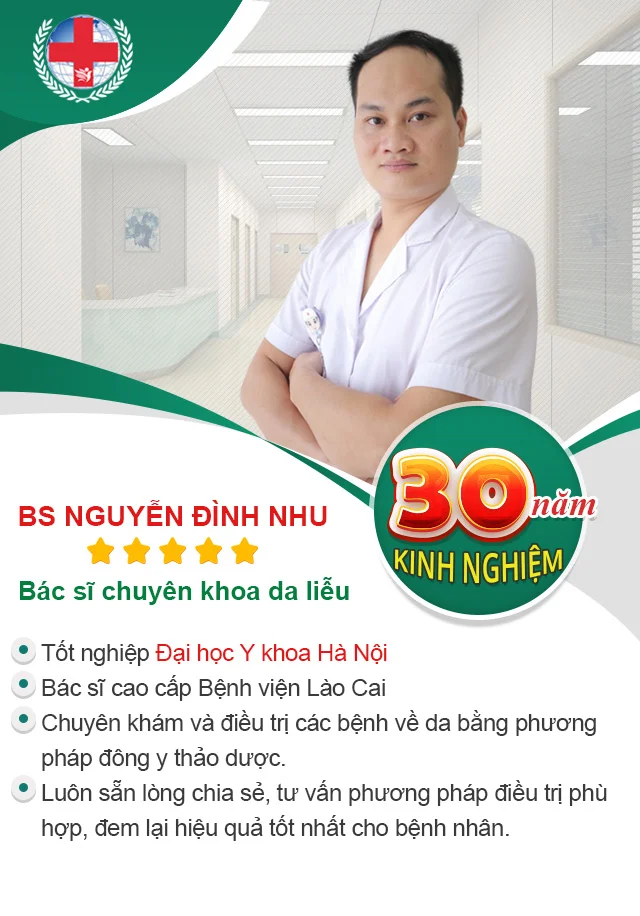 30 năm
KINH NGHIỆM
BS NGUYỄN ĐÌNH NHU
Bác sĩ chuyên khoa da liễu
Tốt nghiệp Đại học Y khoa Hà Nội
Bác sĩ cao cấp Bệnh viện Lào Cai
Chuyên khám và điều trị các bệnh về da bằng phương
pháp đông y thảo dược.
Luôn sẵn lòng chia sẻ, tư vấn phương pháp điều trị phù
hợp, đem lại hiệu quả tốt nhất cho bệnh nhân.